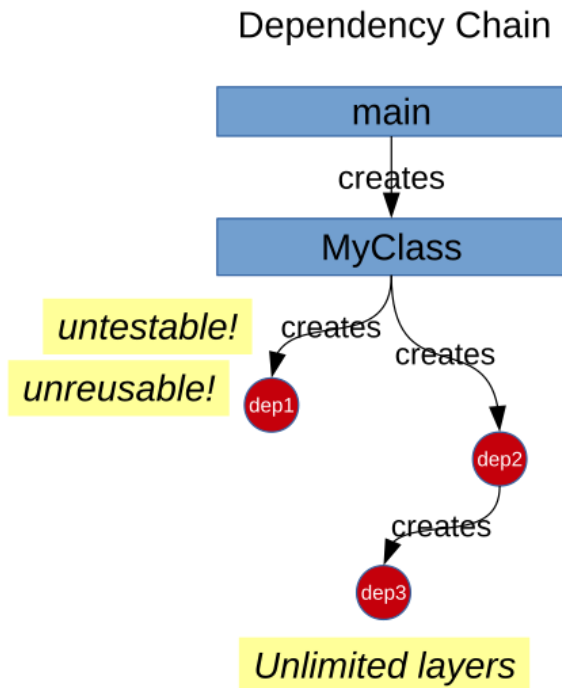 Dependency Chain
main
creates
MyClass
untestable!
creates
creates
unreusable!
dep1
dep2
creates
dep3
Unlimited layers